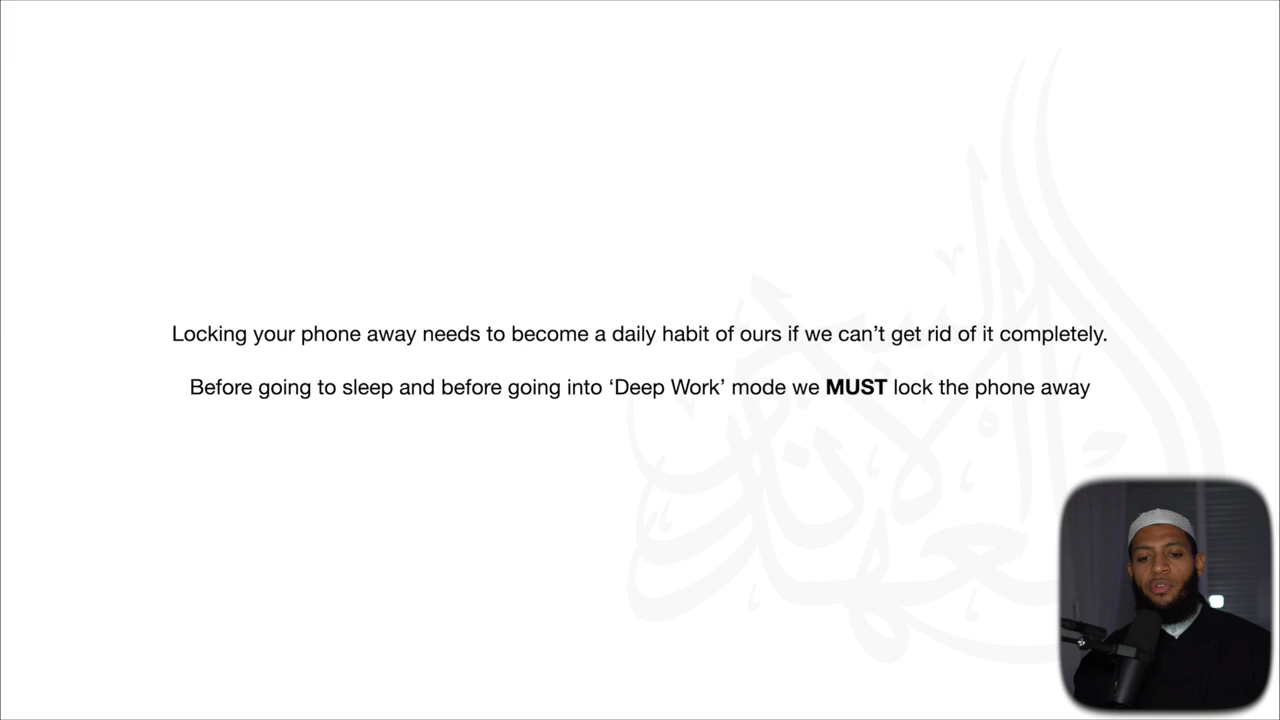 Locking your phone away needs to become a daily habit of ours if we can’t get rid of it completely.
Before going to sleep and before going into ‘Deep Work’ mode we MUST lock the phone away